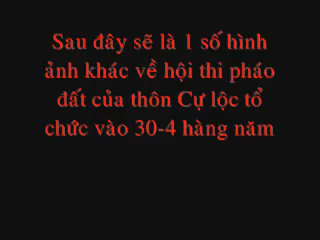 Sau đây sẽ là 1 số hình
ảnh khác về hội thi pháo
đất của thôn Cự lộc tổ
chức vào 30-4 hàng năm